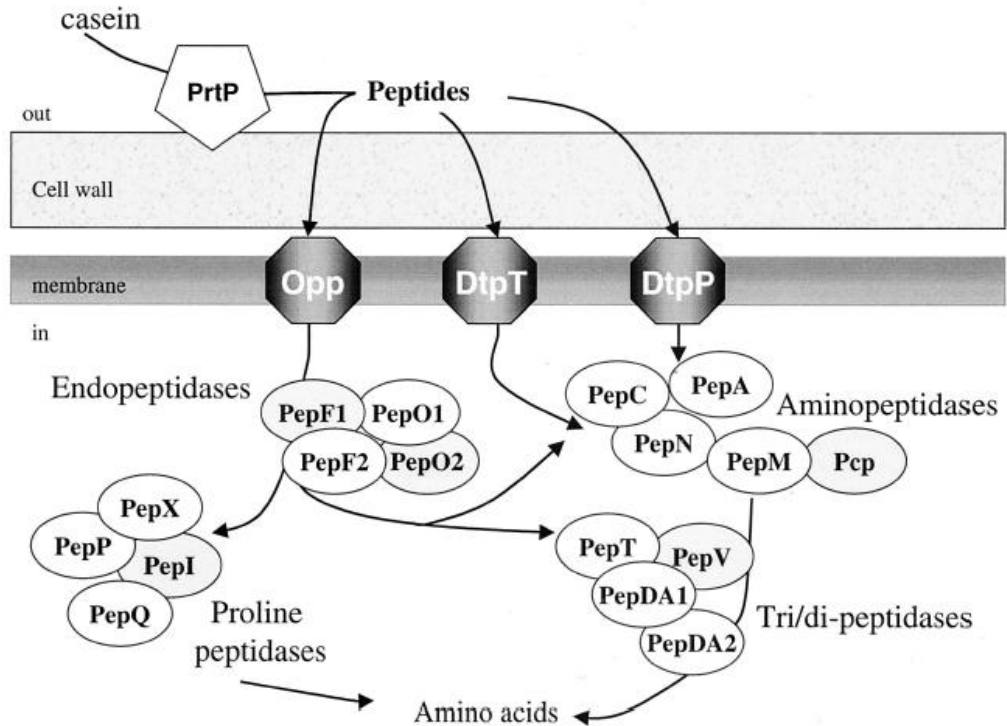 casein
PrtP
Peptides
out
Cell wall
membrane
Opp
DtpT
DtpP
in
Endopeptidases
PepF1
PepO1
PepF2
PepO2
PepC
PepA
Aminopeptidases
PepN
PepM
Pcp
PepX
PepP
PepI
PepQ
Proline
peptidases
PepT
PepV
PepDA1
PepDA2
Tri/di-peptidases
Amino acids